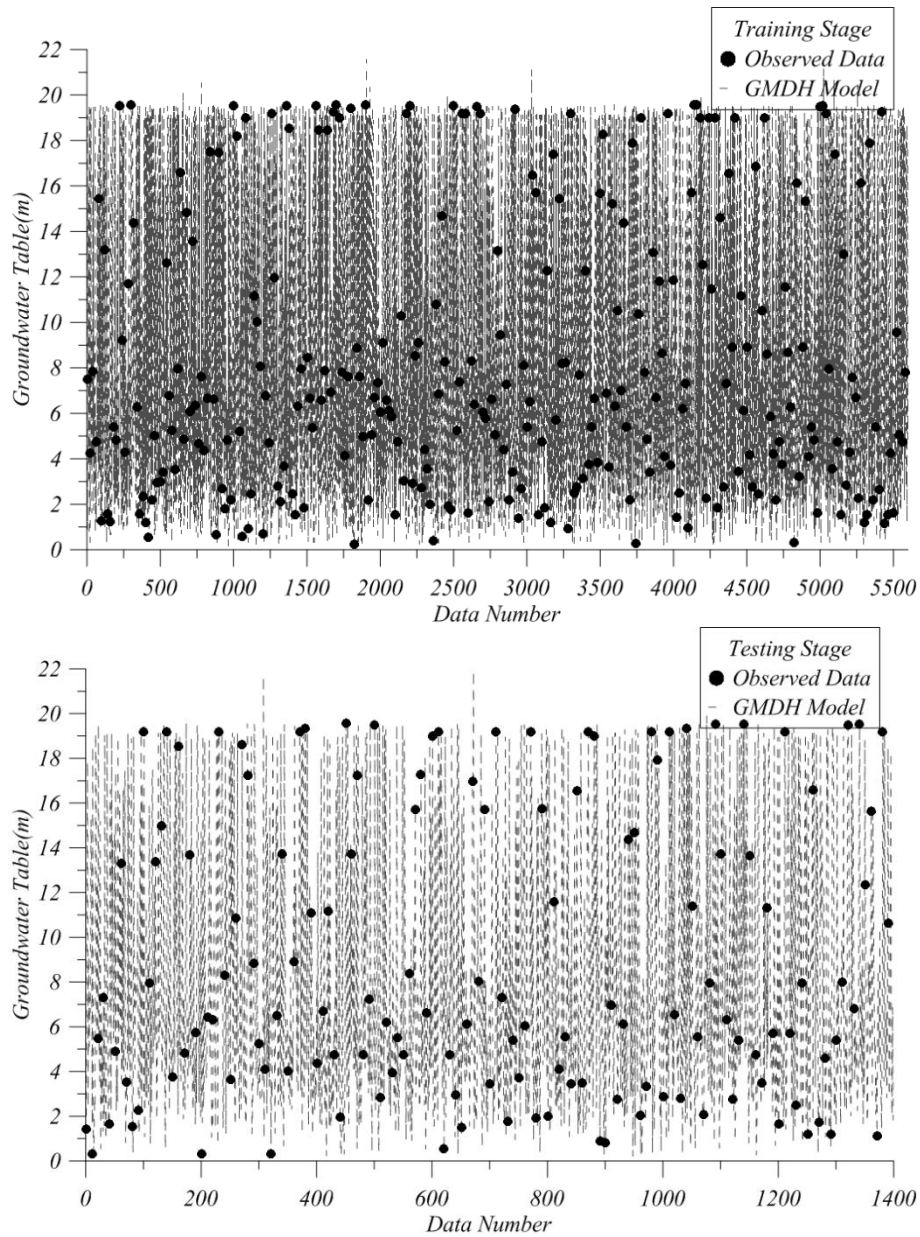 Training Stage
Observed Data
GMDH Model
22
20
18
16
14
12
10
8
6
4
2
0
Groundwater Table(m)
0 500 1000 1500 2000 2500 3000 3500 4000 4500 5000 5500
Data Number
Testing Stage
Observed Data
GMDH Model
22
20
18
16
14
12
10
8
6
4
2
0
Groundwater Table(m)
0 200 400 600 800 1000 1200 1400
Data Number